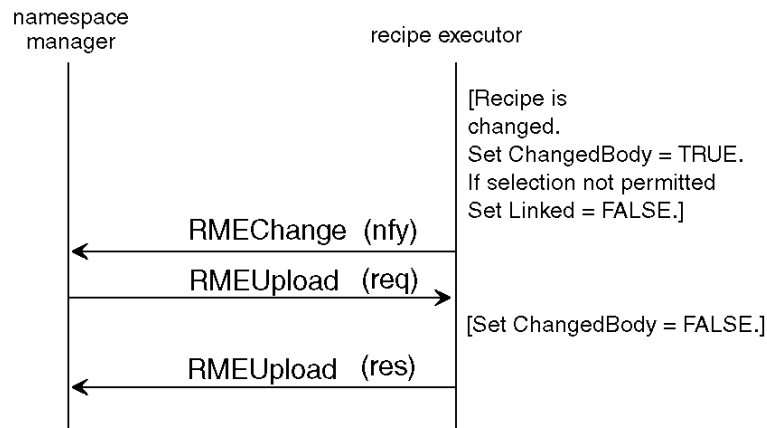 namespace
manager
recipe executor
[Recipe is
changed.
Set ChangedBody = TRUE.
If selection not permitted
Set Linked = FALSE.]
RMEChange (nfy)
RMEUpload (req)
[Set ChangedBody = FALSE.]
RMEUpload (res)